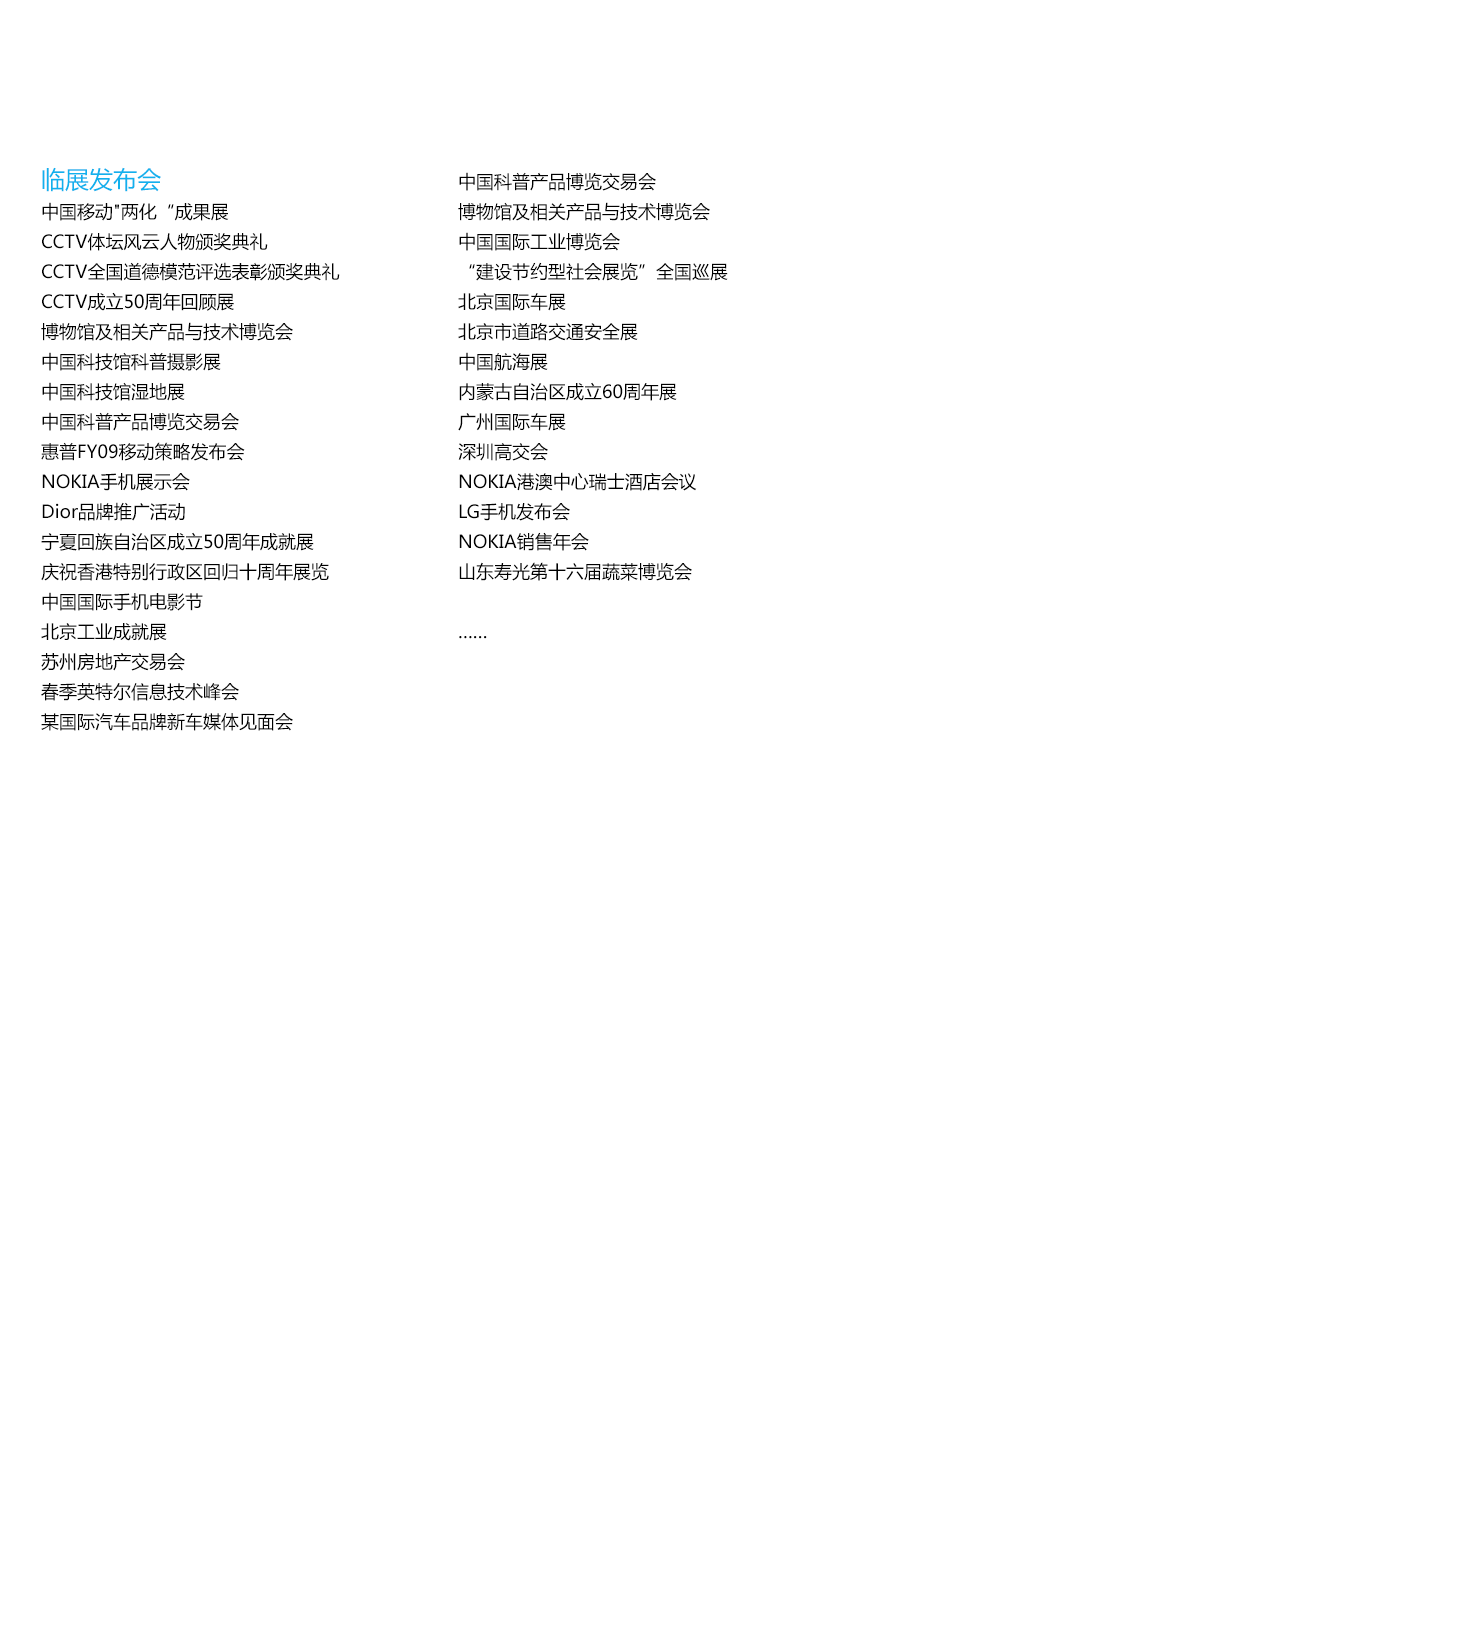 临展发布会
中国移动"两化“成果展
CCTV体坛风云人物颁奖典礼
CCTV全国道德模范评选表彰颁奖典礼
CCTV成立50周年回顾展
博物馆及相关产品与技术博览会
中国科技馆科普摄影展
中国科技馆湿地展
中国科普产品博览交易会
惠普FY09移动策略发布会
NOKIA手机展示会
Dior品牌推广活动
宁夏回族自治区成立50周年成就展
庆祝香港特别行政区回归十周年展览
中国国际手机电影节
北京工业成就展
苏州房地产交易会
春季英特尔信息技术峰会
某国际汽车品牌新车媒体见面会
中国科普产品博览交易会
博物馆及相关产品与技术博览会
中国国际工业博览会
“建设节约型社会展览”全国巡展
北京国际车展
北京市道路交通安全展
中国航海展
内蒙古自治区成立60周年展
广州国际车展
深圳高交会
NOKIA港澳中心瑞士酒店会议
LG手机发布会
NOKIA销售年会
山东寿光第十六届蔬菜博览会
......